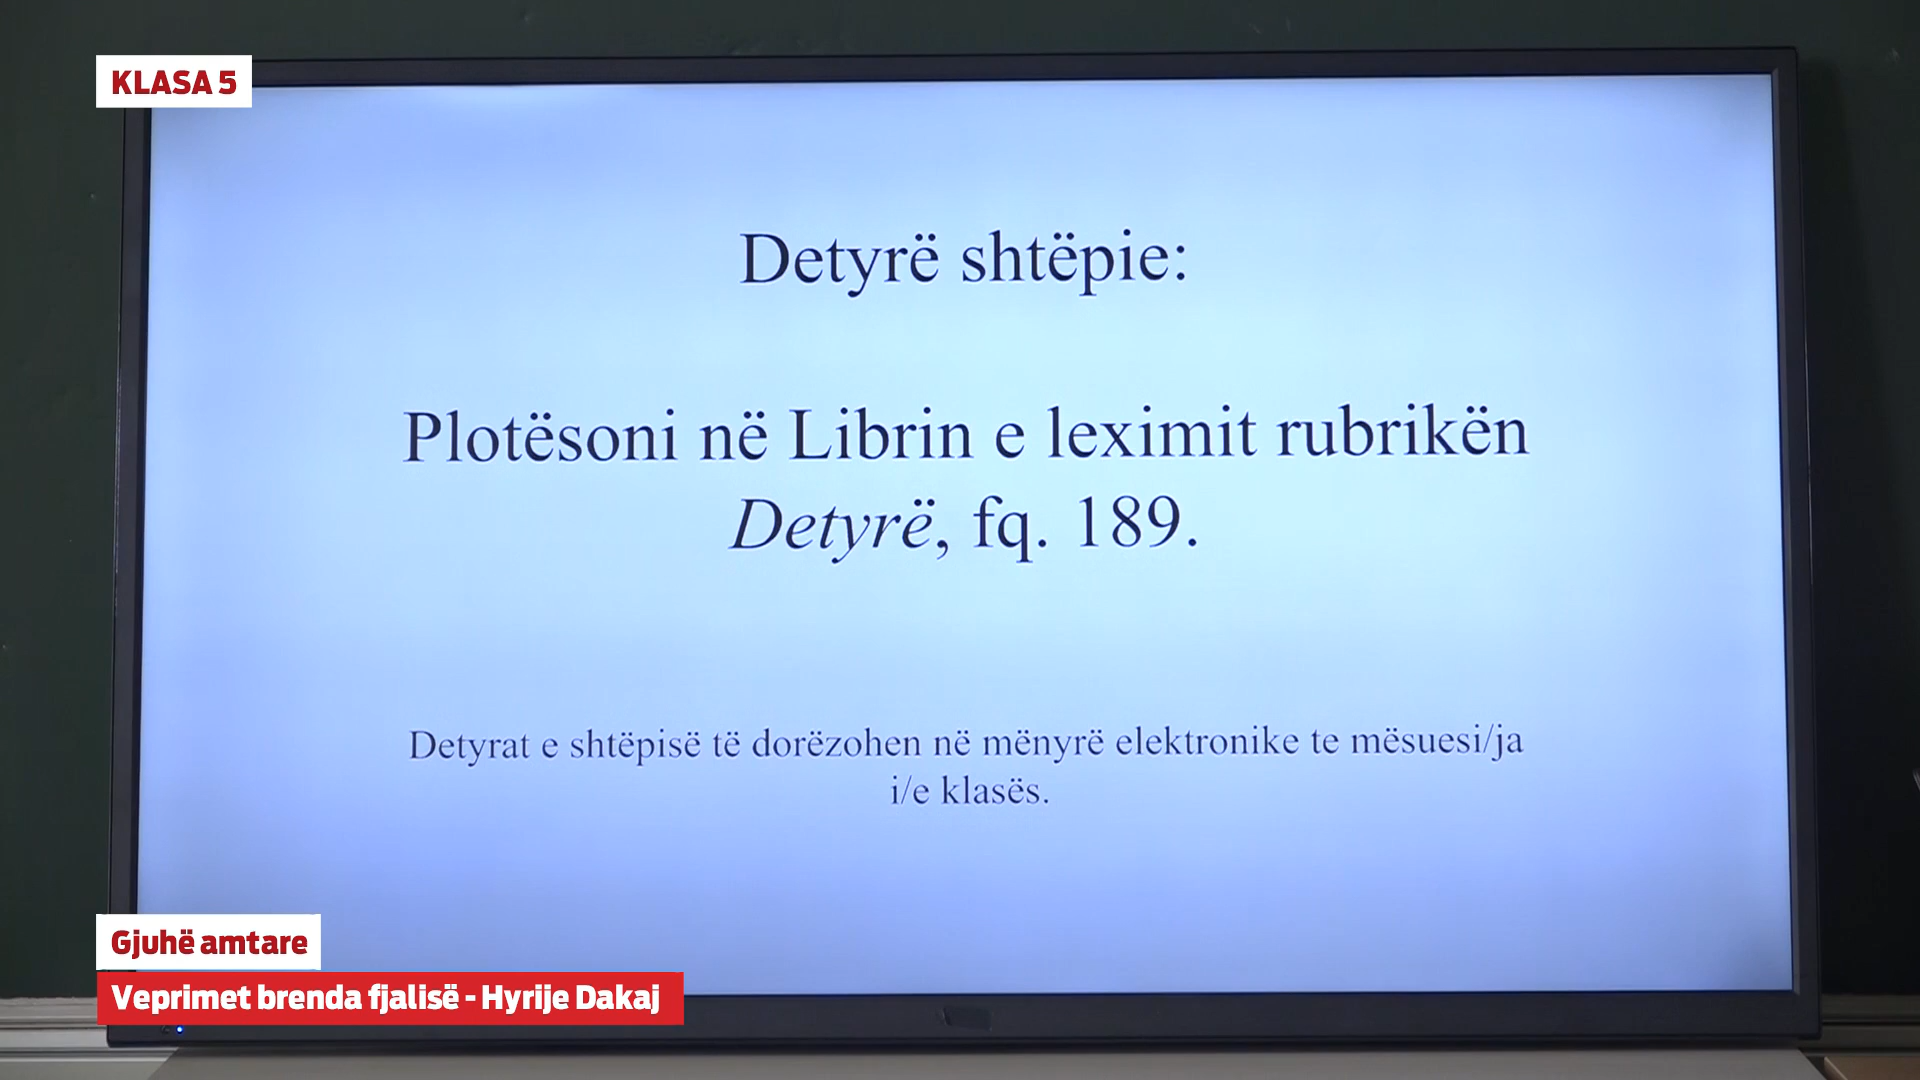 KLASA 5
Detyrë shtëpie:
Plotësoni në Librin e leximit rubrikën
Detyrë, fq. 189.
Detyrat e shtëpisë të dorëzohen në mënyrë elektronike te mësuesi/ja
i/e klasës.
Gjuhë amtare
Veprimet brenda fjalisë - Hyrije Dakaj